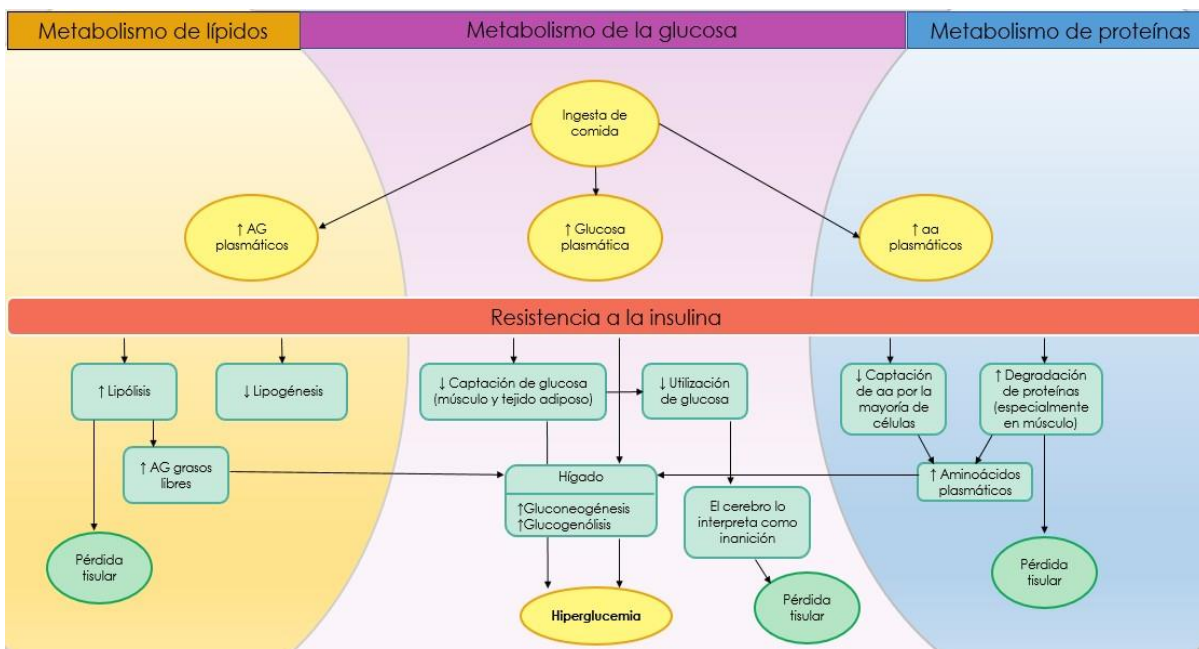 Metabolismo de lípidos
Metabolismo de la glucosa
Metabolismo de proteínas
Ingesta de
comida
↑ AG
plasmáticos
↑ Glucosa
plasmática
↑ aa
plasmáticos
Resistencia a la insulina
↑ Lipólisis
↓ Lipogénesis
↓ Captación de glucosa
(músculo y tejido adiposo)
↓ Utilización
de glucosa
↓ Captación
de aa por la
mayoría de
células
↑ Degradación
de proteínas
(especialmente
en músculo)
↑ AG grasos
libres
Hígado
↑Gluconeogénesis
↑Glucogenólisis
↑ Aminoácidos
plasmáticos
El cerebro lo
interpreta como
inanición
Pérdida
tisular
Hiperglucemia
Pérdida
tisular
Pérdida
tisular